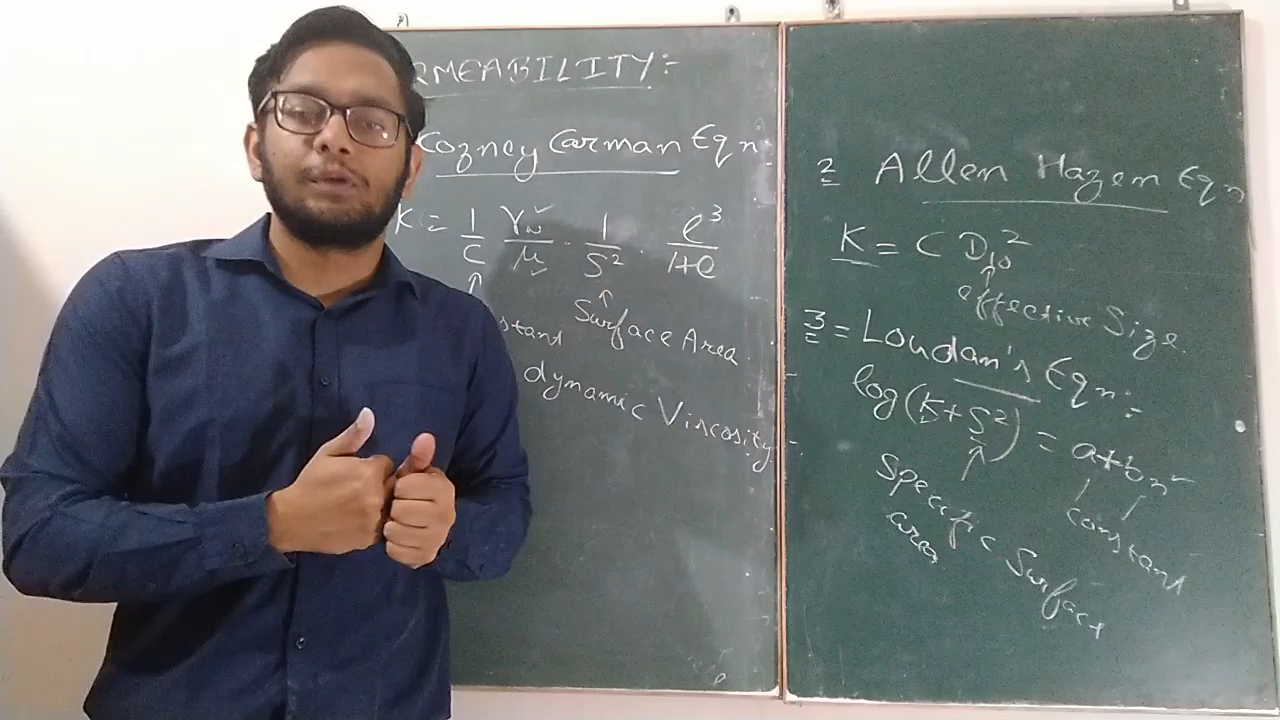 RMEABILITY:-
Kozney Carman Eqn:
K = 1/C γw/μ · 1/S² · e³/1+e
Surface Area
stant
dynamic Viscosity
2 Allen Hazen Eqn
K = C D10²
effective Size
3 = Loudan's Eqn:-
log(K+S²) = a+bn
Specific Surface
area
constant